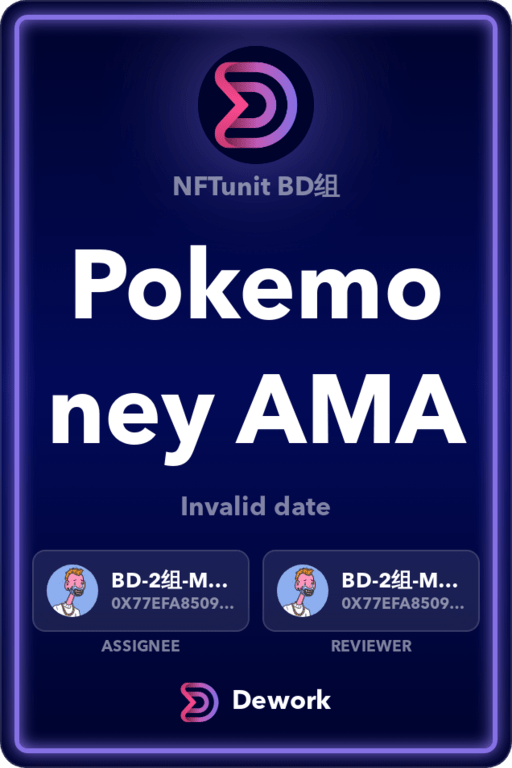 NFTunit BD组
Pokemo
ney AMA
Invalid date
BD-2组-M... BD-2组-M...
0X77EFA8509... 0X77EFA8509...
ASSIGNEE REVIEWER
Dework